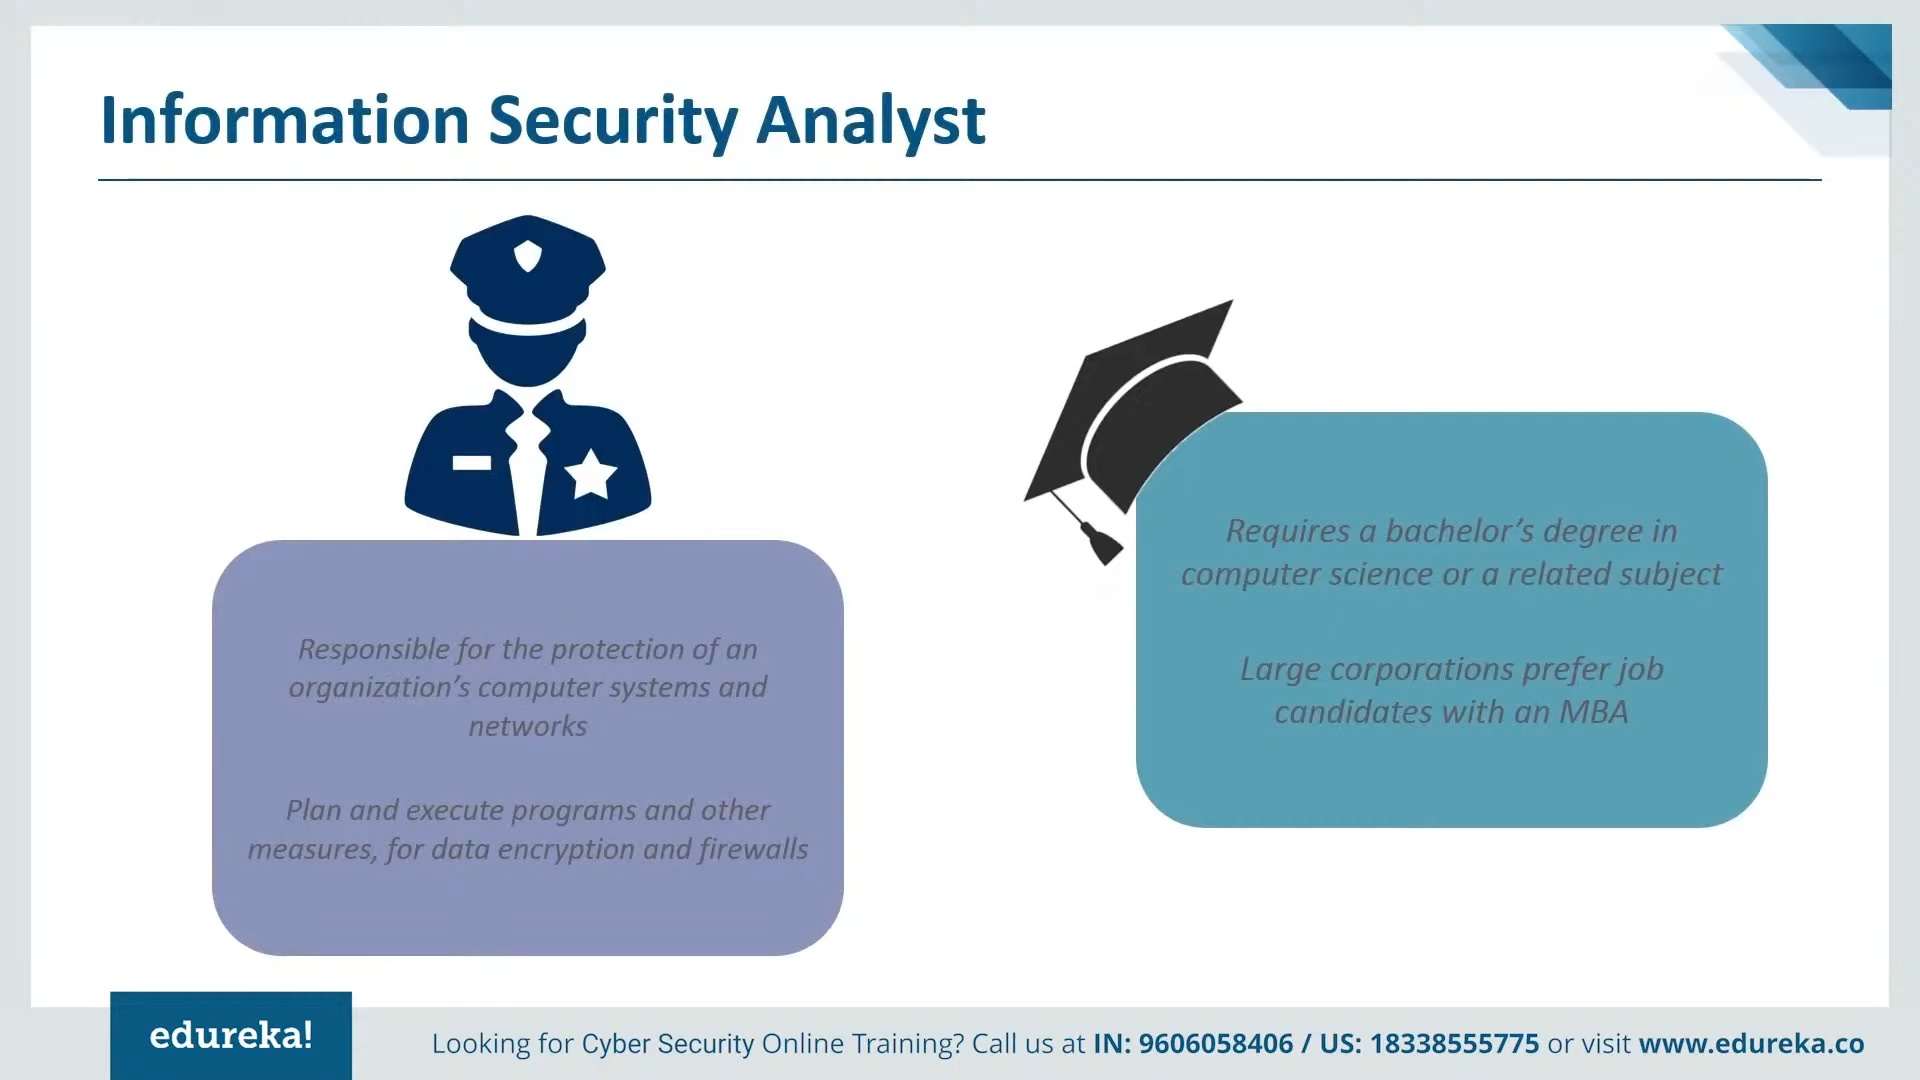 Information Security Analyst
Responsible for the protection of an
organization’s computer systems and
networks
Plan and execute programs and other
measures, for data encryption and firewalls
Requires a bachelor’s degree in
computer science or a related subject
Large corporations prefer job
candidates with an MBA
edureka!
Looking for Cyber Security Online Training? Call us at IN: 9606058406 / US: 18338555775 or visit www.edureka.co